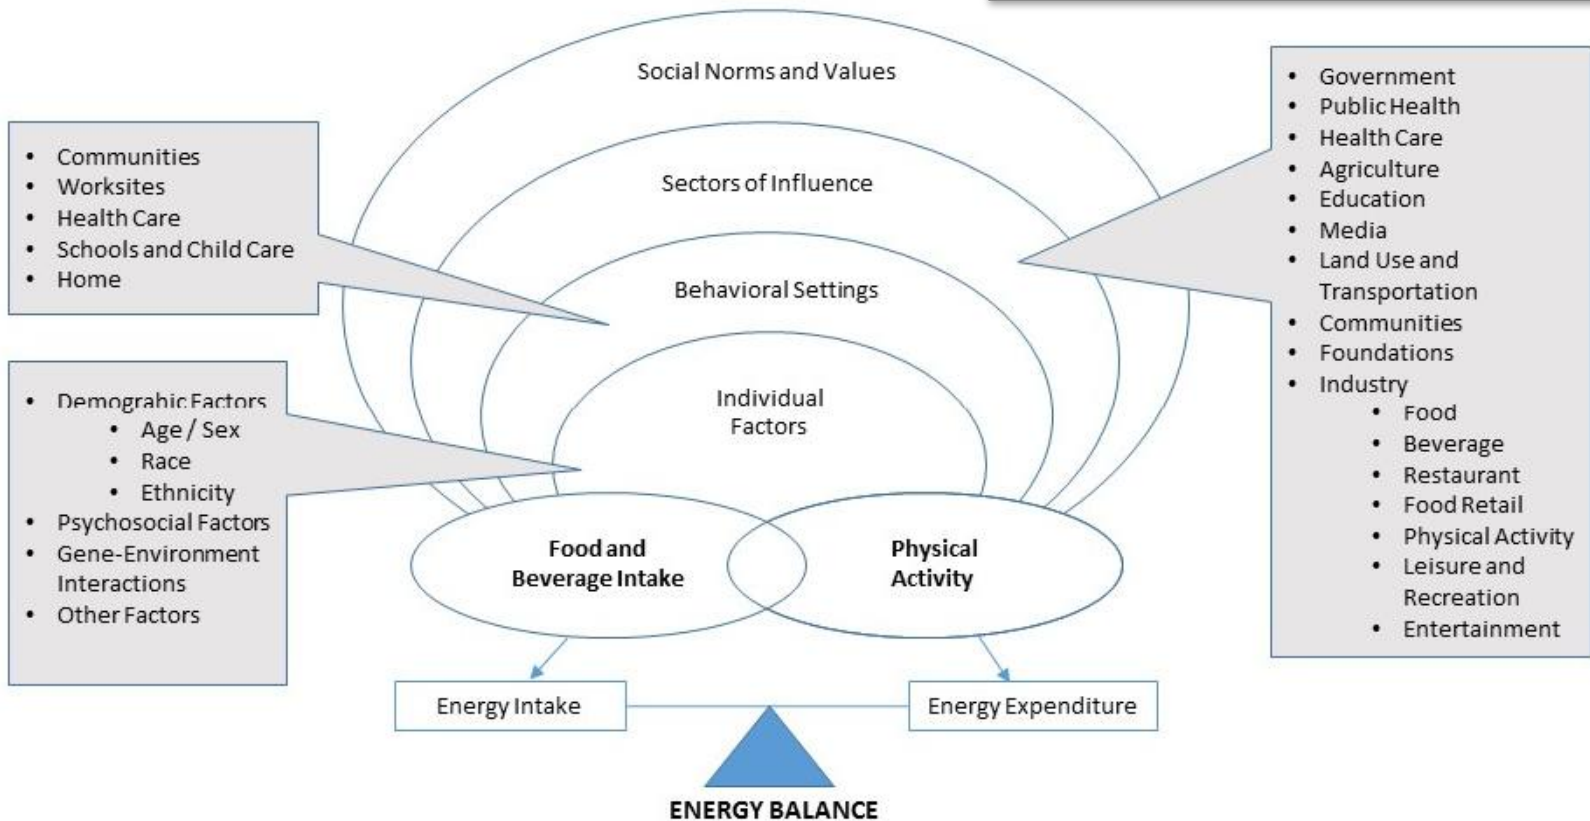 Social Norms and Values
Sectors of Influence
Behavioral Settings
Individual
Factors
• Communities
• Worksites
• Health Care
• Schools and Child Care
• Home
• Demograhic Factors
• Age / Sex
• Race
• Ethnicity
• Psychosocial Factors
• Gene-Environment
Interactions
• Other Factors
• Government
• Public Health
• Health Care
• Agriculture
• Education
• Media
• Land Use and
Transportation
• Communities
• Foundations
• Industry
• Food
• Beverage
• Restaurant
• Food Retail
• Physical Activity
• Leisure and
Recreation
• Entertainment
Food and
Beverage Intake
Physical
Activity
Energy Intake
Energy Expenditure
ENERGY BALANCE